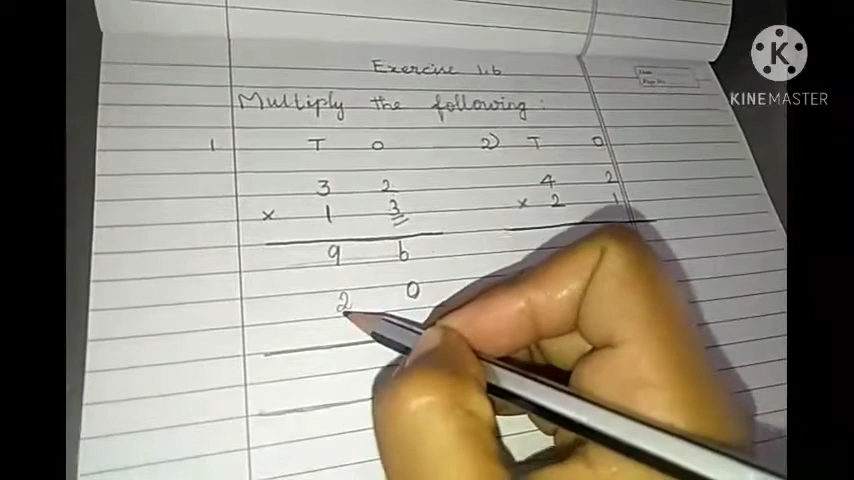 K
KINEMASTER
Exercise 1.6
Multiply the following :
1 T O 2) T O
3 2 4 2
× 1 3 × 2 1
9 6
2 0